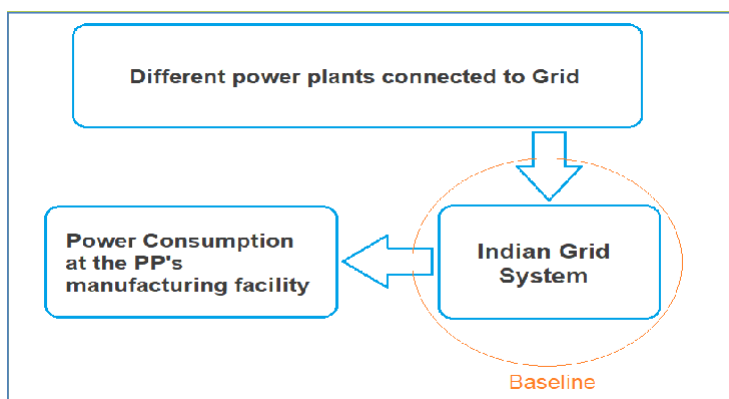 Different power plants connected to Grid
Power Consumption
at the PP's
manufacturing facility
Indian Grid
System
Baseline